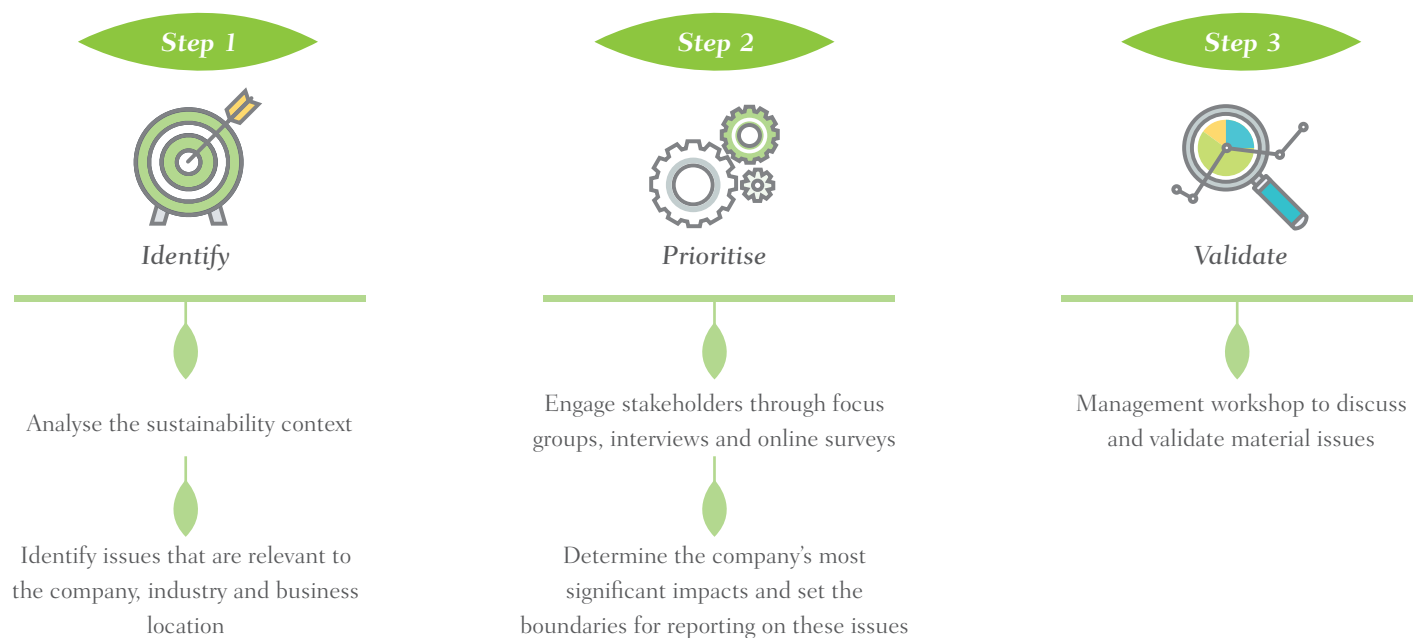 Step 1
Identify
Analyse the sustainability context
Identify issues that are relevant to
the company, industry and business
location
Step 2
Prioritise
Engage stakeholders through focus
groups, interviews and online surveys
Determine the company’s most
significant impacts and set the
boundaries for reporting on these issues
Step 3
Validate
Management workshop to discuss
and validate material issues